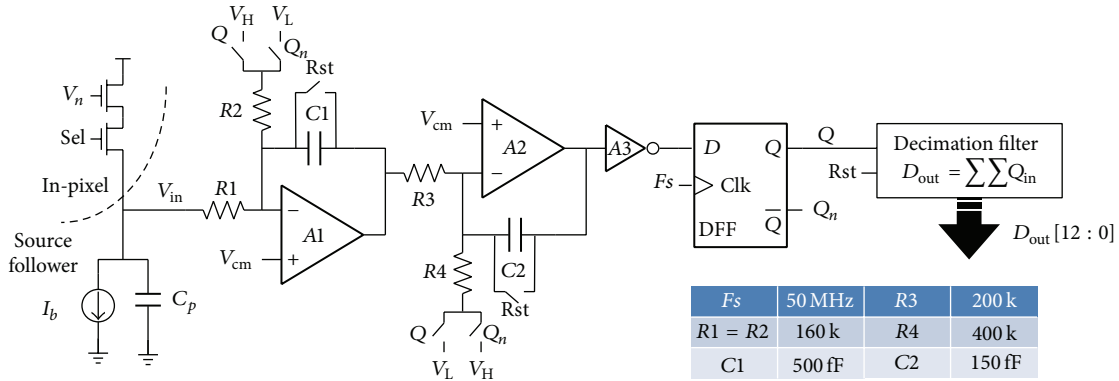 V_H V_L
Q Q_n
Rst
R2 C1
V_n
Sel
In-pixel
V_in R1
− A1
V_cm +
Source
follower
I_b C_p
V_cm + A2
−
R3
R4 C2
Rst
Q Q_n
V_L V_H
A3
D Q
Fs Clk
DFF Q̅
Q
Q_n
Rst
Decimation filter
D_out = ∑∑Q_in
D_out [12 : 0]
Fs 50 MHz R3 200 k
R1 = R2 160 k R4 400 k
C1 500 fF C2 150 fF